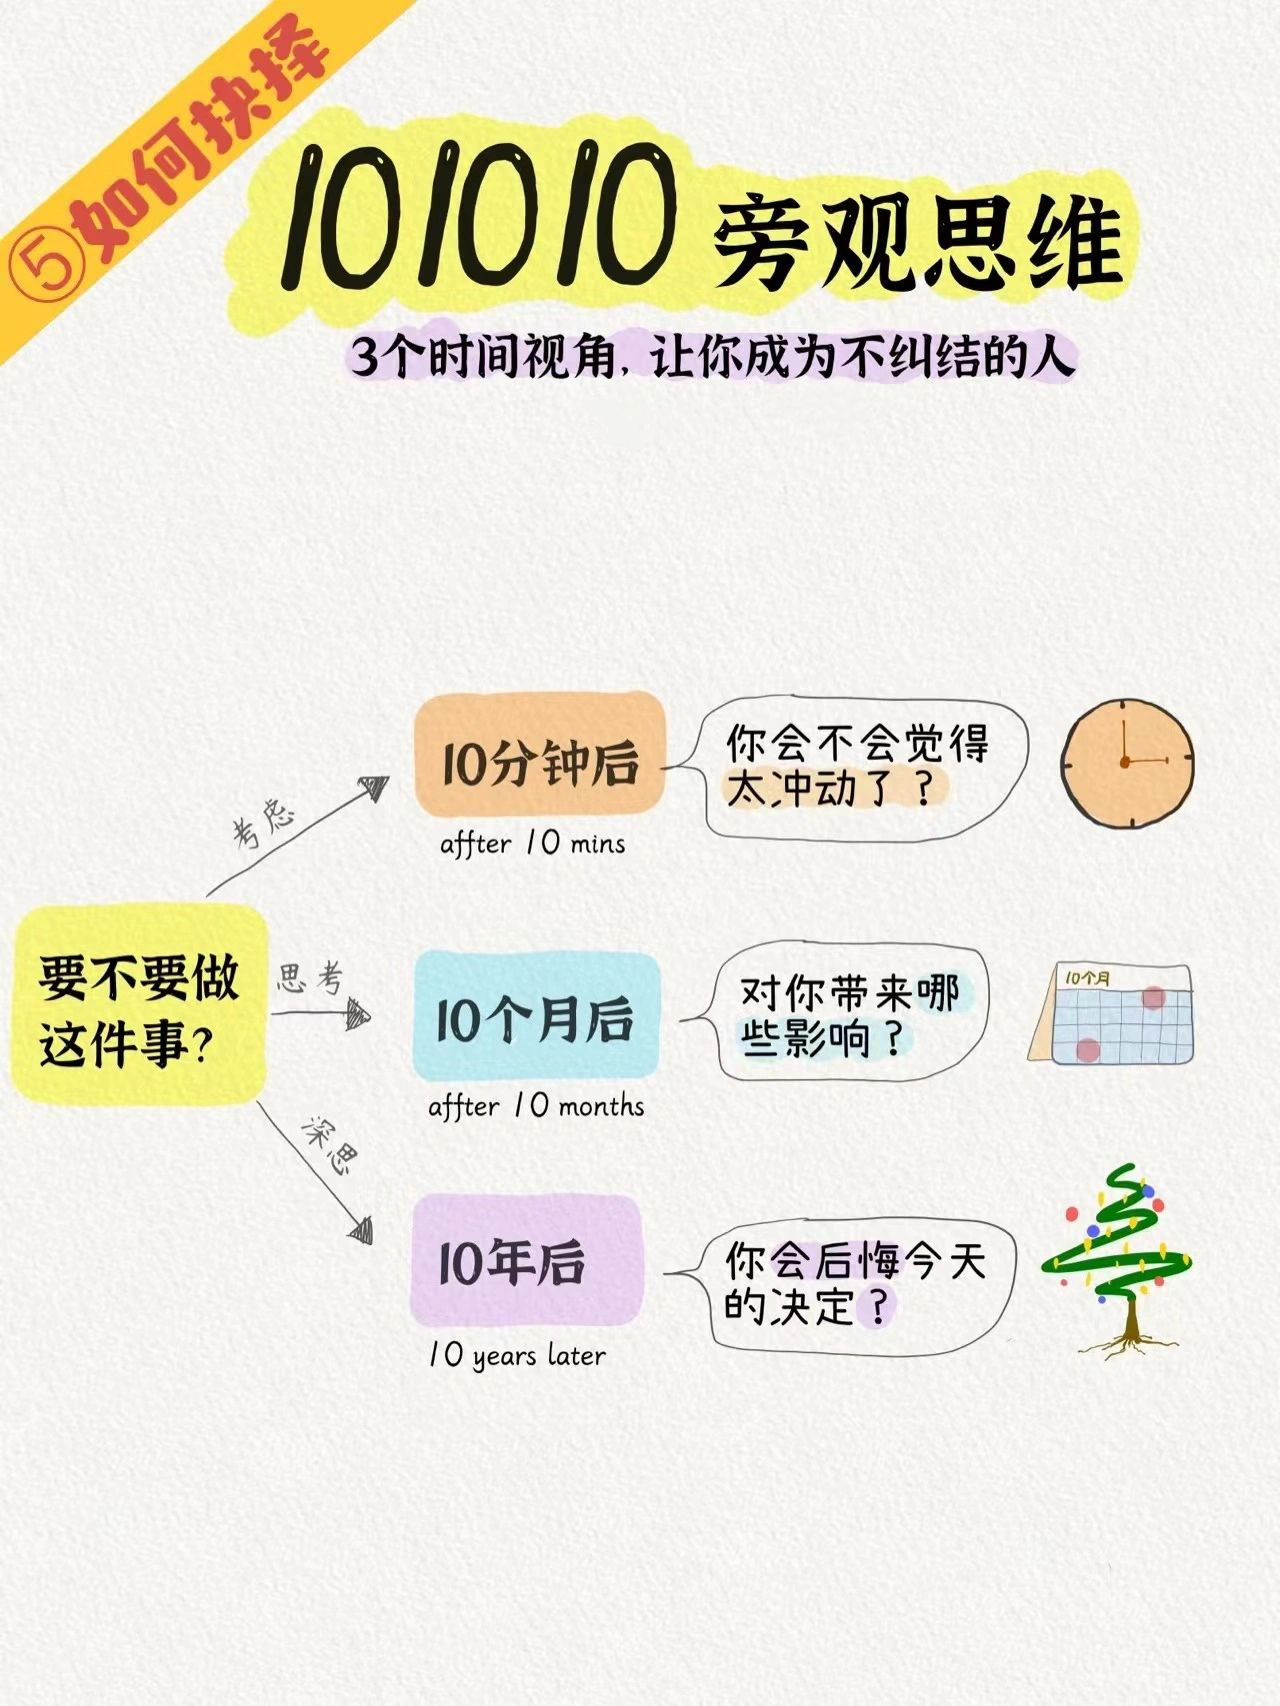 ⑤如何抉择
10 10 10 旁观思维
3个时间视角, 让你成为不纠结的人
要不要做
这件事?
考虑
10分钟后
affter 10 mins
你会不会觉得
太冲动了?
思考
10个月后
affter 10 months
对你带来哪
些影响?
10个月
深思
10年后
10 years later
你会后悔今天
的决定?